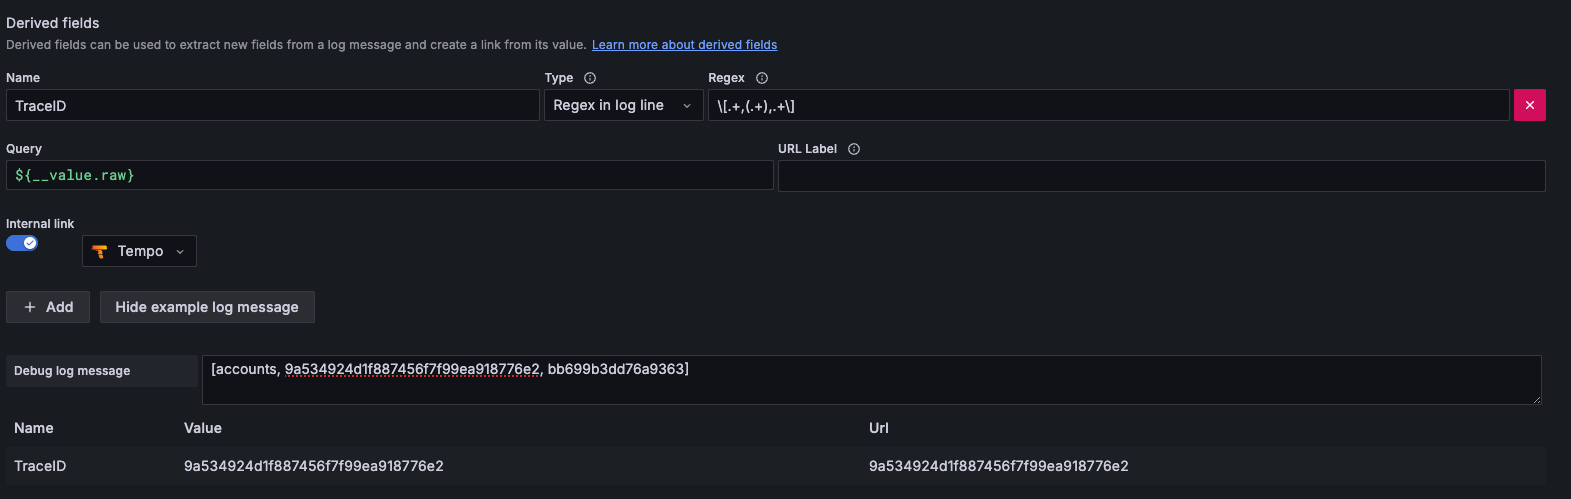 Derived fields
Derived fields can be used to extract new fields from a log message and create a link from its value. Learn more about derived fields
Name Type Regex
TraceID Regex in log line \[.+,(.+),.+\]
Query URL Label
${__value.raw}
Internal link
Tempo
Add Hide example log message
Debug log message [accounts, 9a534924d1f887456f7f99ea918776e2, bb699b3dd76a9363]
Name Value Url
TraceID 9a534924d1f887456f7f99ea918776e2 9a534924d1f887456f7f99ea918776e2